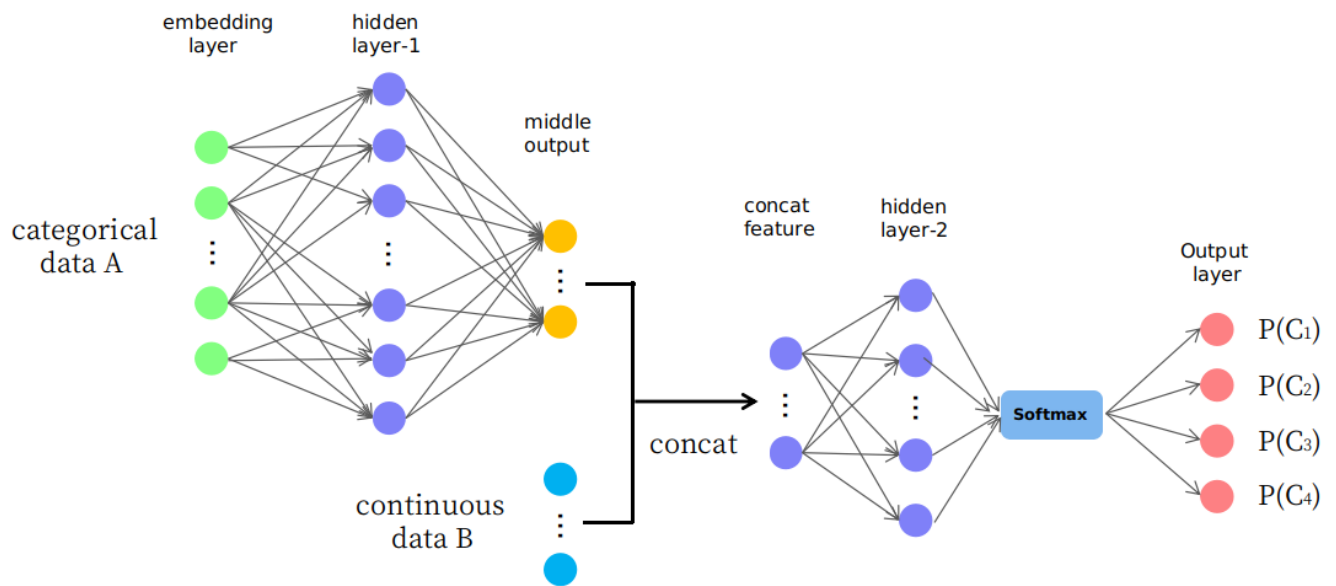 embedding
layer
hidden
layer-1
middle
output
categorical
data A
concat
feature
hidden
layer-2
Output
layer
P(C1)
P(C2)
P(C3)
P(C4)
Softmax
concat
continuous
data B